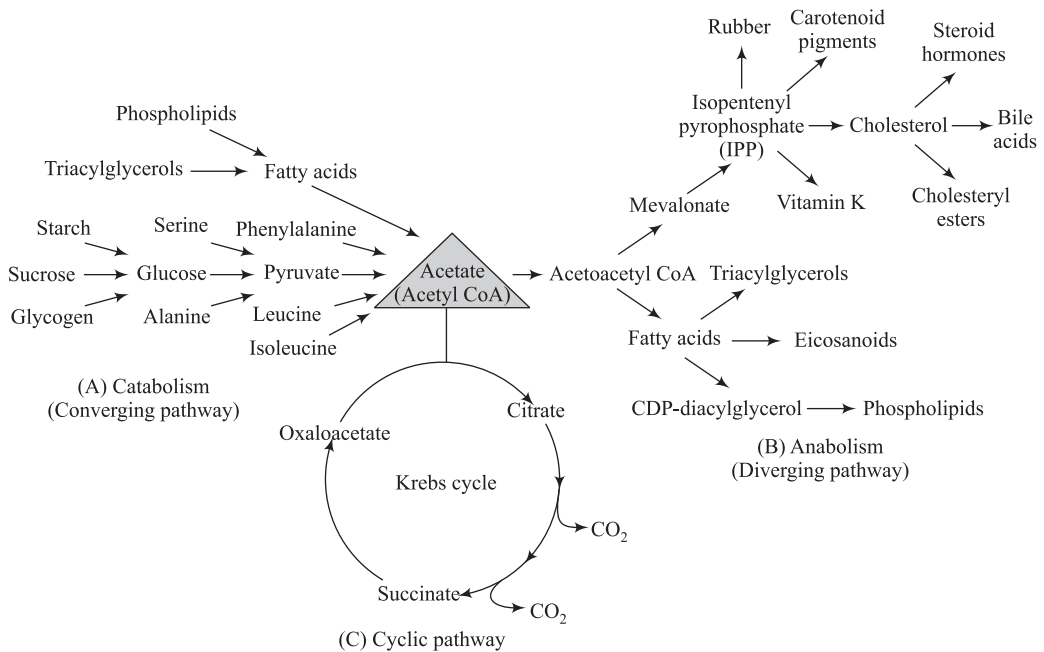 Rubber
Carotenoid
pigments
Steroid
hormones
Phospholipids
Isopentenyl
pyrophosphate
(IPP)
Cholesterol
Bile
acids
Triacylglycerols
Fatty acids
Mevalonate
Vitamin K
Cholesteryl
esters
Starch
Serine
Phenylalanine
Sucrose
Glucose
Pyruvate
Acetate
(Acetyl CoA)
Acetoacetyl CoA
Triacylglycerols
Glycogen
Alanine
Leucine
Isoleucine
Fatty acids
Eicosanoids
(A) Catabolism
(Converging pathway)
CDP-diacylglycerol
Phospholipids
(B) Anabolism
(Diverging pathway)
Citrate
Oxaloacetate
Krebs cycle
CO2
Succinate
CO2
(C) Cyclic pathway